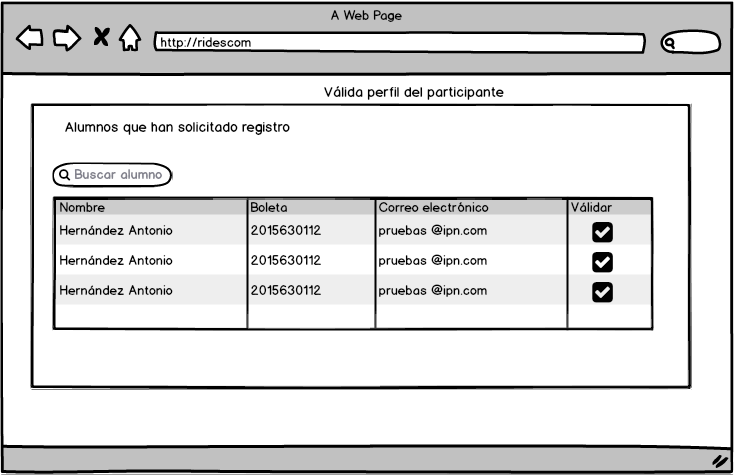 A Web Page
http://ridescom
Válida perfil del participante
Alumnos que han solicitado registro
Buscar alumno
Nombre Boleta Correo electrónico Válidar
Hernández Antonio 2015630112 pruebas @ipn.com
Hernández Antonio 2015630112 pruebas @ipn.com
Hernández Antonio 2015630112 pruebas @ipn.com